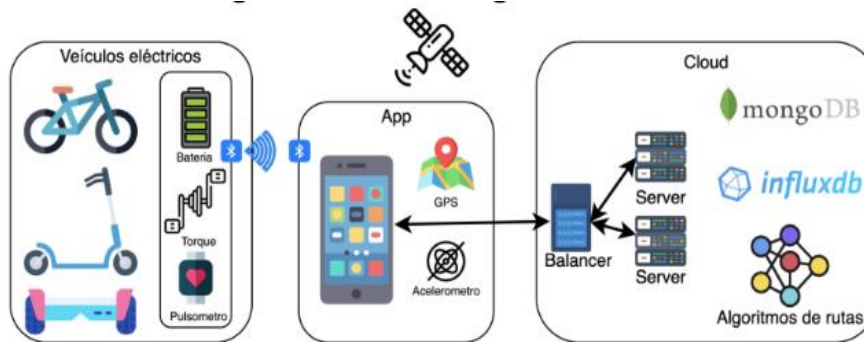 Veículos eléctricos
Bateria
Torque
Pulsometro
App
GPS
Acelerometro
Cloud
mongoDB
influxdb
Server
Balancer
Server
Algoritmos de rutas